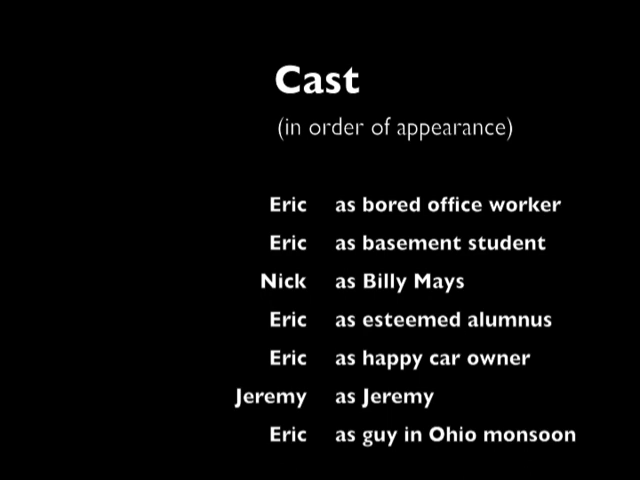 Cast
(in order of appearance)
Eric as bored office worker
Eric as basement student
Nick as Billy Mays
Eric as esteemed alumnus
Eric as happy car owner
Jeremy as Jeremy
Eric as guy in Ohio monsoon